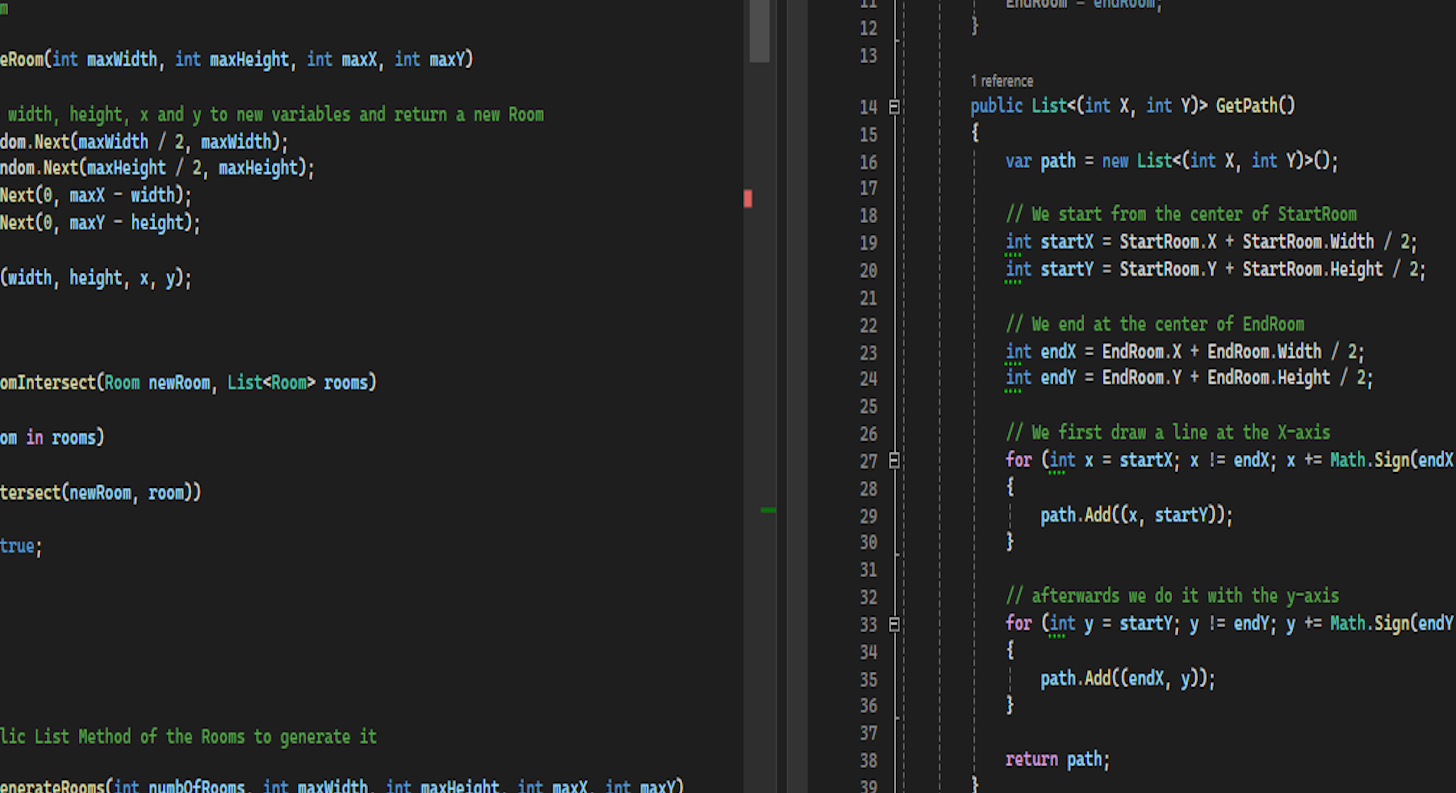 m
eRoom(int maxWidth, int maxHeight, int maxX, int maxY)
width, height, x and y to new variables and return a new Room
dom.Next(maxWidth / 2, maxWidth);
ndom.Next(maxHeight / 2, maxHeight);
Next(0, maxX - width);
Next(0, maxY - height);
(width, height, x, y);
omIntersect(Room newRoom, List<Room> rooms)
om in rooms)
tersect(newRoom, room))
true;
lic List Method of the Rooms to generate it
enerateRooms(int numbOfRooms, int maxWidth, int maxHeight, int maxX, int maxY)
11 EndRoom = endRoom;
12 }
13
1 reference
14 public List<(int X, int Y)> GetPath()
15 {
16 var path = new List<(int X, int Y)>();
17
18 // We start from the center of StartRoom
19 int startX = StartRoom.X + StartRoom.Width / 2;
20 int startY = StartRoom.Y + StartRoom.Height / 2;
21
22 // We end at the center of EndRoom
23 int endX = EndRoom.X + EndRoom.Width / 2;
24 int endY = EndRoom.Y + EndRoom.Height / 2;
25
26 // We first draw a line at the X-axis
27 for (int x = startX; x != endX; x += Math.Sign(endX
28 {
29 path.Add((x, startY));
30 }
31
32 // afterwards we do it with the y-axis
33 for (int y = startY; y != endY; y += Math.Sign(endY
34 {
35 path.Add((endX, y));
36 }
37
38 return path;
39 }